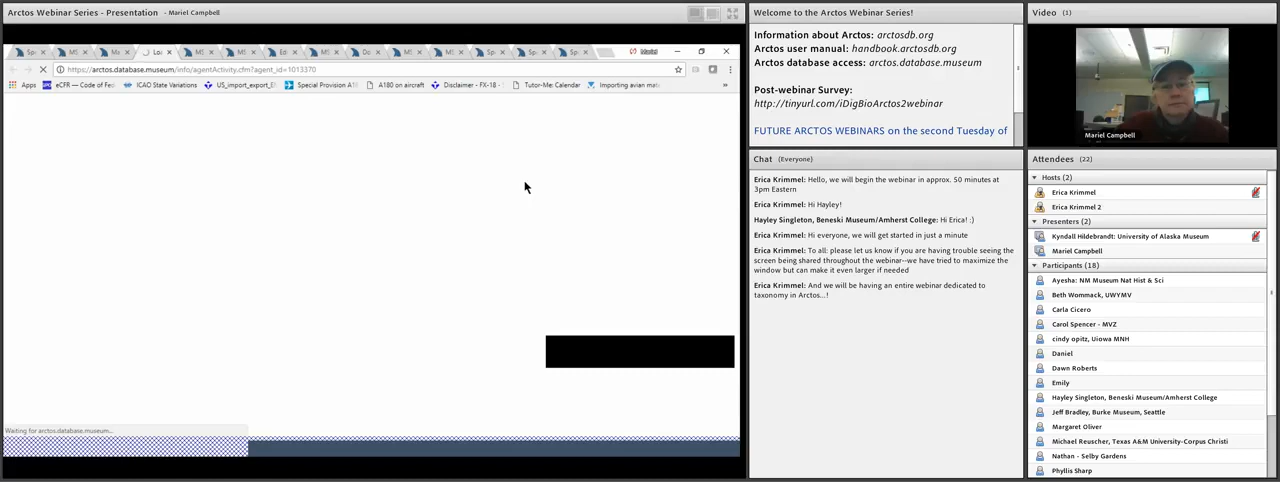 Arctos Webinar Series - Presentation - Mariel Campbell
https://arctos.database.museum/info/agentActivity.cfm?agent_id=1013370
Apps eCFR — Code of Fed ICAO State Variations US_import_export_E Special Provision A1 A180 on aircraft Disclaimer - FX-18 - Tutor-Me: Calendar Importing avian mat »
Waiting for arctos.database.museum...
Welcome to the Arctos Webinar Series!
Information about Arctos: arctosdb.org
Arctos user manual: handbook.arctosdb.org
Arctos database access: arctos.database.museum
Post-webinar Survey:
http://tinyurl.com/iDigBioArctos2webinar
FUTURE ARCTOS WEBINARS on the second Tuesday of
Chat (Everyone)
Erica Krimmel: Hello, we will begin the webinar in approx. 50 minutes at
3pm Eastern
Erica Krimmel: Hi Hayley!
Hayley Singleton, Beneski Museum/Amherst College: Hi Erica! :)
Erica Krimmel: Hi everyone, we will get started in just a minute
Erica Krimmel: To all: please let us know if you are having trouble seeing the
screen being shared throughout the webinar--we have tried to maximize the
window but can make it even larger if needed
Erica Krimmel: And we will be having an entire webinar dedicated to
taxonomy in Arctos...!
Video (1)
Mariel Campbell
Attendees (22)
Hosts (2)
Erica Krimmel
Erica Krimmel 2
Presenters (2)
Kyndall Hildebrandt: University of Alaska Museum
Mariel Campbell
Participants (18)
Ayesha: NM Museum Nat Hist & Sci
Beth Wommack, UWYMV
Carla Cicero
Carol Spencer - MVZ
cindy opitz, Uiowa MNH
Daniel
Dawn Roberts
Emily
Hayley Singleton, Beneski Museum/Amherst College
Jeff Bradley, Burke Museum, Seattle
Margaret Oliver
Michael Reuscher, Texas A&M University-Corpus Christi
Nathan - Selby Gardens
Phyllis Sharp